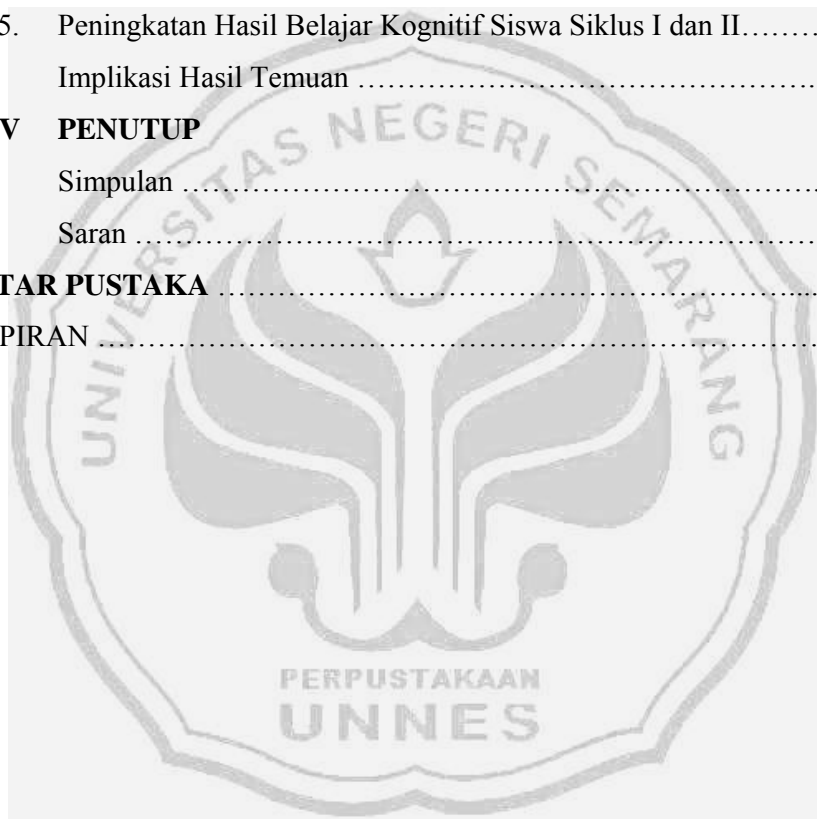 5. Peningkatan Hasil Belajar Kognitif Siswa Siklus I dan II........
Implikasi Hasil Temuan ................................................
V PENUTUP
Simpulan ................................................................
Saran ....................................................................
TAR PUSTAKA ............................................................
PIRAN ....................................................................
UNIVERSITAS NEGERI SEMARANG
PERPUSTAKAAN
UNNES